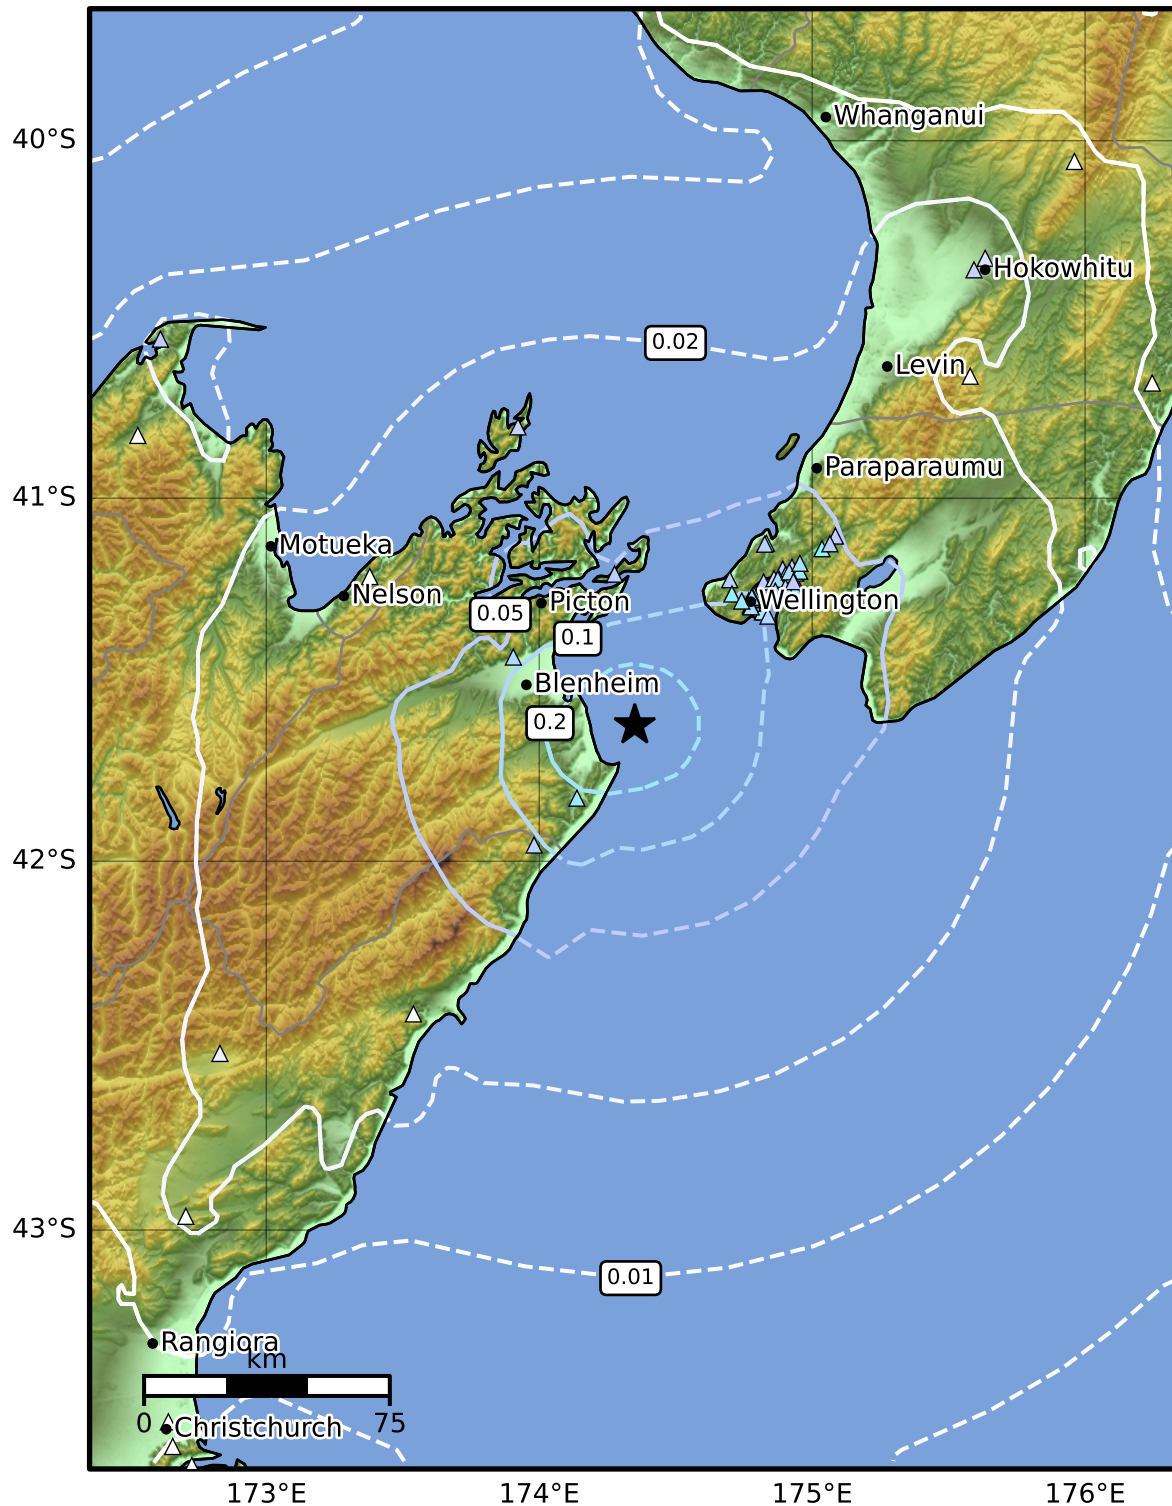 Whanganui
40°S
Hokowhitu
0.02
Levin
Paraparaumu
41°S
Motueka
Nelson
Picton
Wellington
0.05
0.1
Blenheim
0.2
42°S
43°S
0.01
Rangiora
km
0 75
Christchurch
173°E 174°E 175°E 176°E